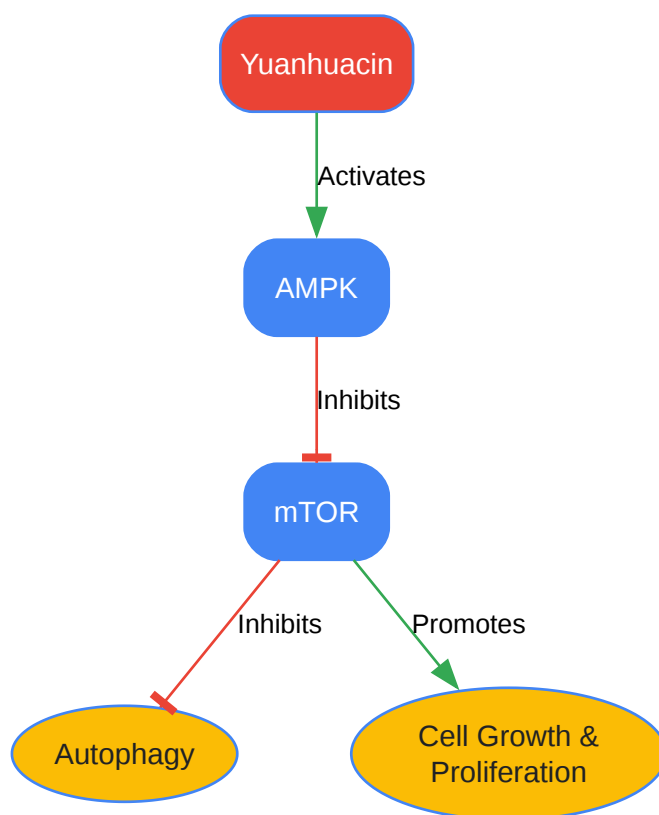 Yuanhuacin
Activates
AMPK
Inhibits
mTOR
Inhibits
Promotes
Autophagy
Cell Growth &
Proliferation